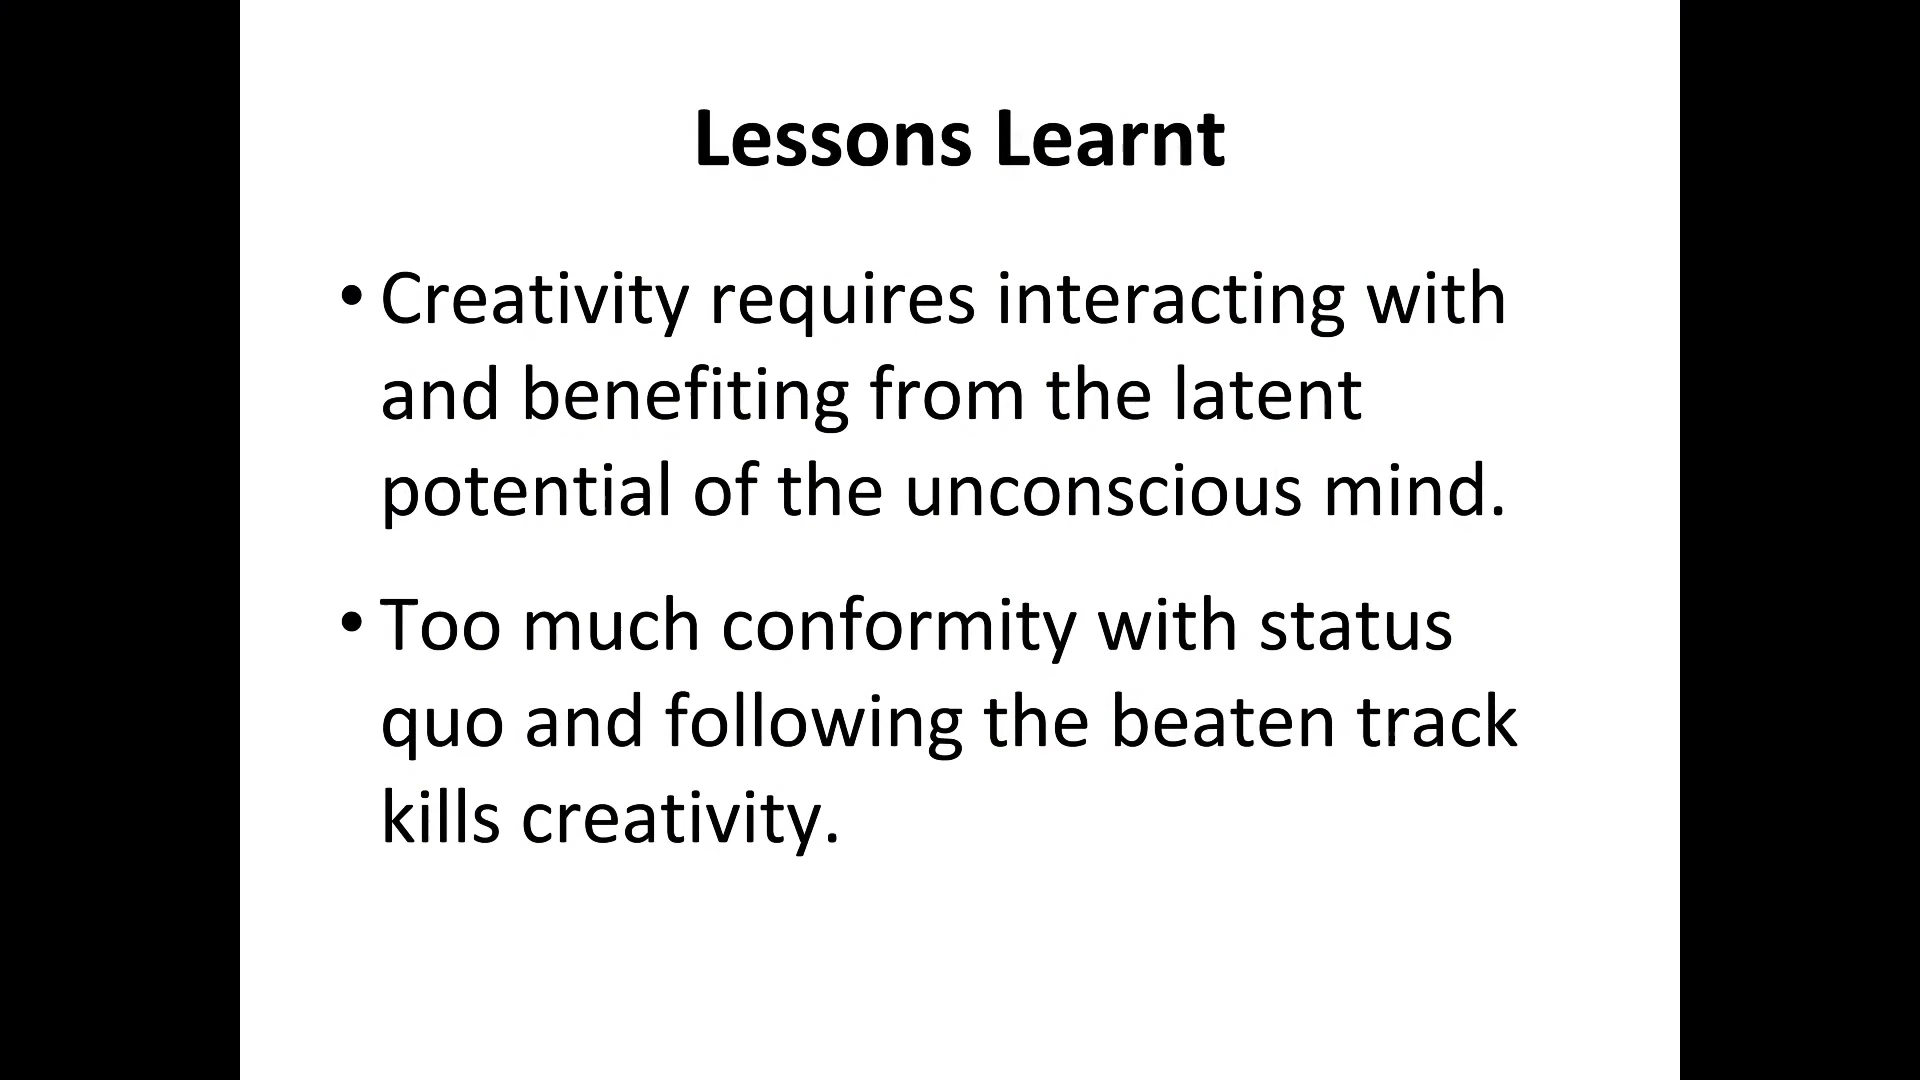 Lessons Learnt
• Creativity requires interacting with
and benefiting from the latent
potential of the unconscious mind.
• Too much conformity with status
quo and following the beaten track
kills creativity.